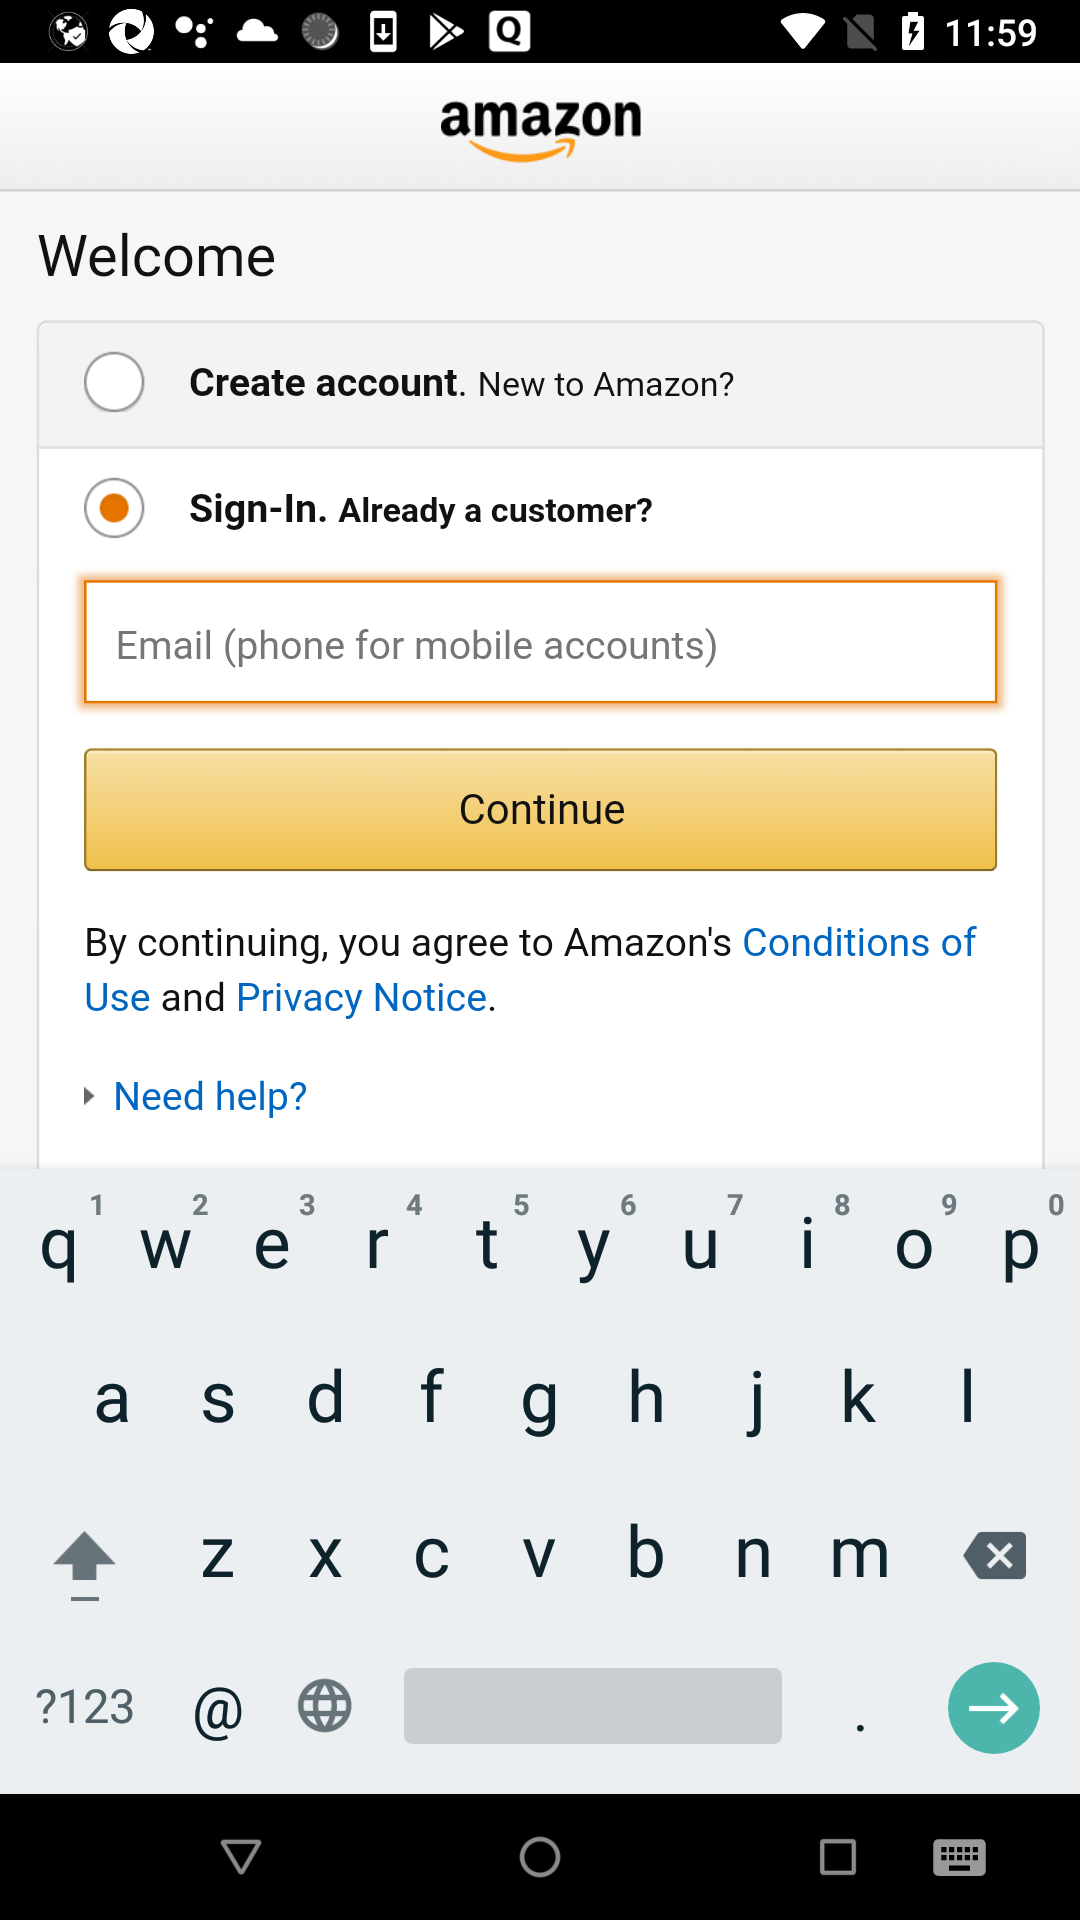 11:59
amazon
Welcome
Create account. New to Amazon?
Sign-In. Already a customer?
Email (phone for mobile accounts)
Continue
By continuing, you agree to Amazon's Conditions of
Use and Privacy Notice.
Need help?
1 2 3 4 5 6 7 8 9 0
q w e r t y u i o p
a s d f g h j k l
z x c v b n m
?123 @ .